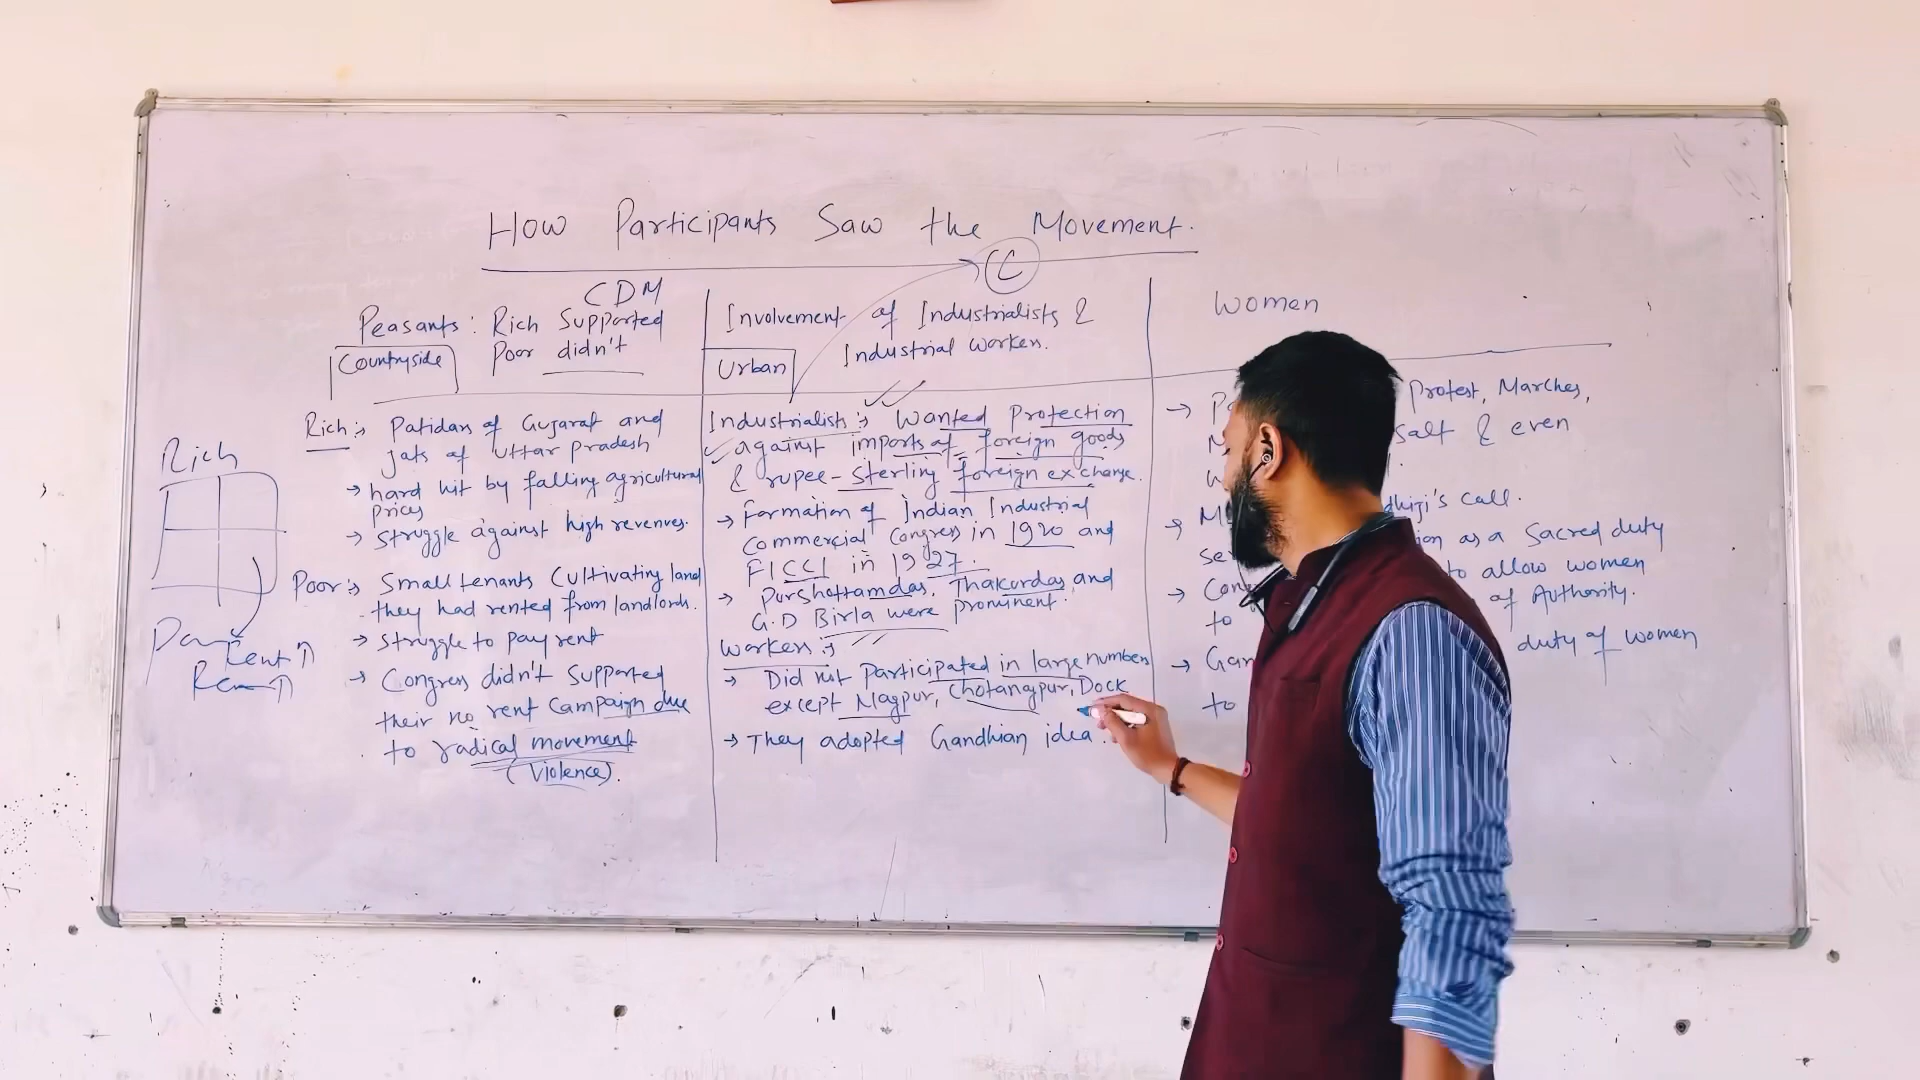 How Participants Saw the Movement.
C
CDM
Peasants : Rich Supported
Poor didn't
Countryside
Rich :→ Patidars of Gujarat and
Jats of Uttar Pradesh
→ hard hit by falling agricultural
prices
→ struggle against high revenues.
Poor :→ Small tenants Cultivating land
they had rented from landlords.
→ struggle to pay rent
→ Congress didn't supported
their no rent campaign due
to radical movement
(Violence).
Rich
Rent ↑
Involvement of Industrialists &
Industrial Worker.
Urban
Industrialists :→ Wanted Protection
against imports of foreign goods
& rupee-sterling foreign exchange.
→ Formation of Indian Industrial
Commercial Congress in 1920 and
FICCI in 1927.
→ Purshottamdas, Thakurdas and
G.D Birla were prominent.
Workers :→
→ Did not Participated in large numbers
except Nagpur, Chotangpur, Dock
→ They adopted Gandhian idea.
Women
→ Protest, Marches,
salt & even
→ call.
as a Sacred duty
→ to allow women
to of Authority.
→ duty of women
to